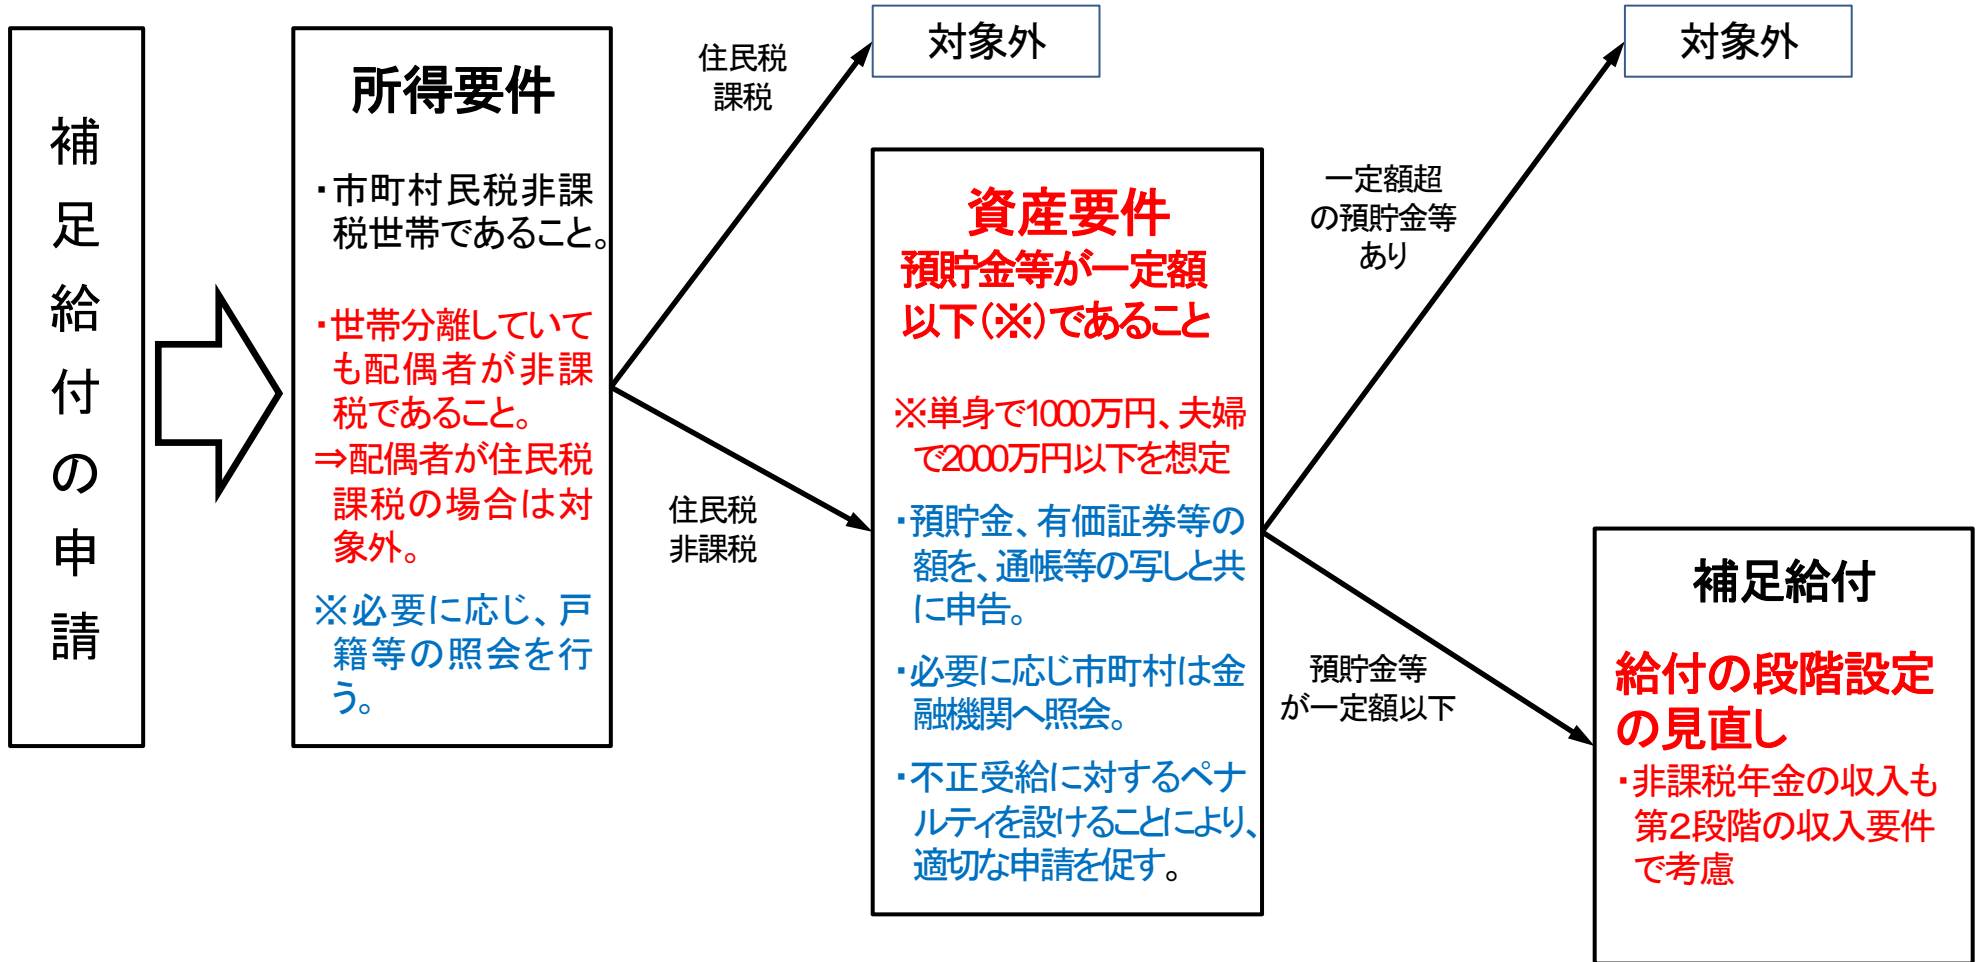 補足給付の申請
所得要件
・市町村民税非課
税世帯であること。
・世帯分離していて
も配偶者が非課
税であること。
⇒配偶者が住民税
課税の場合は対
象外。
※必要に応じ、戸
籍等の照会を行
う。
住民税
課税
対象外
住民税
非課税
資産要件
預貯金等が一定額
以下（※）であること
※単身で1000万円、夫婦
で2000万円以下を想定
・預貯金、有価証券等の
額を、通帳等の写しと共
に申告。
・必要に応じ市町村は金
融機関へ照会。
・不正受給に対するペナ
ルティを設けることにより、
適切な申請を促す。
一定額超
の預貯金等
あり
対象外
預貯金等
が一定額以下
補足給付
給付の段階設定
の見直し
・非課税年金の収入も
第２段階の収入要件
で考慮